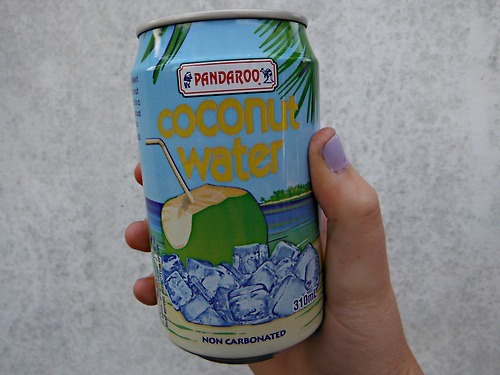 PANDAROO
coconut
water
310mL
NON CARBONATED